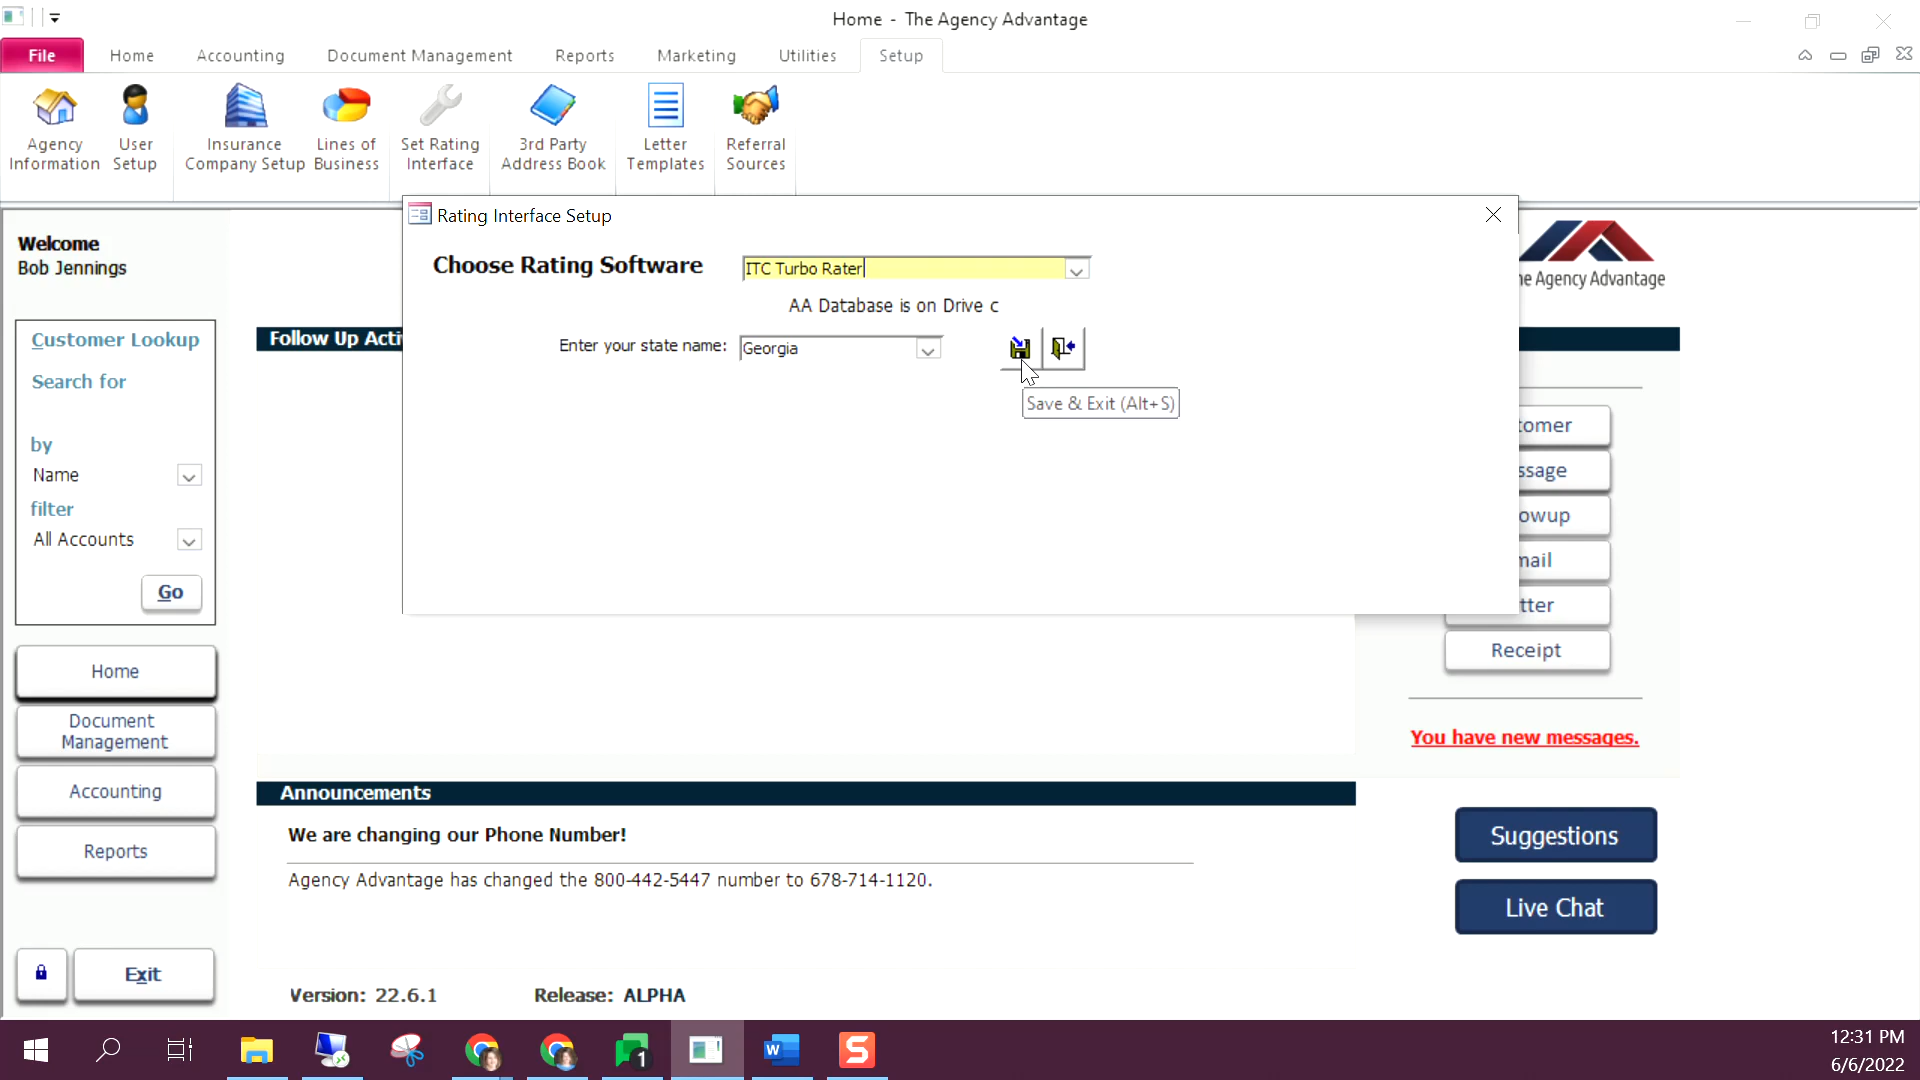 Home - The Agency Advantage
File Home Accounting Document Management Reports Marketing Utilities Setup
Agency Information
User Setup
Insurance Company Setup
Lines of Business
Set Rating Interface
3rd Party Address Book
Letter Templates
Referral Sources
Rating Interface Setup
Choose Rating Software ITC Turbo Rater
AA Database is on Drive c
Enter your state name: Georgia
Save & Exit (Alt+S)
Welcome
Bob Jennings
Customer Lookup
Search for
by
Name
filter
All Accounts
Go
Home
Document
Management
Accounting
Reports
Exit
Follow Up Acti
he Agency Advantage
tomer
ssage
owup
nail
tter
Receipt
You have new messages.
Announcements
We are changing our Phone Number!
Agency Advantage has changed the 800-442-5447 number to 678-714-1120.
Suggestions
Live Chat
Version: 22.6.1 Release: ALPHA
1
W
S
12:31 PM
6/6/2022